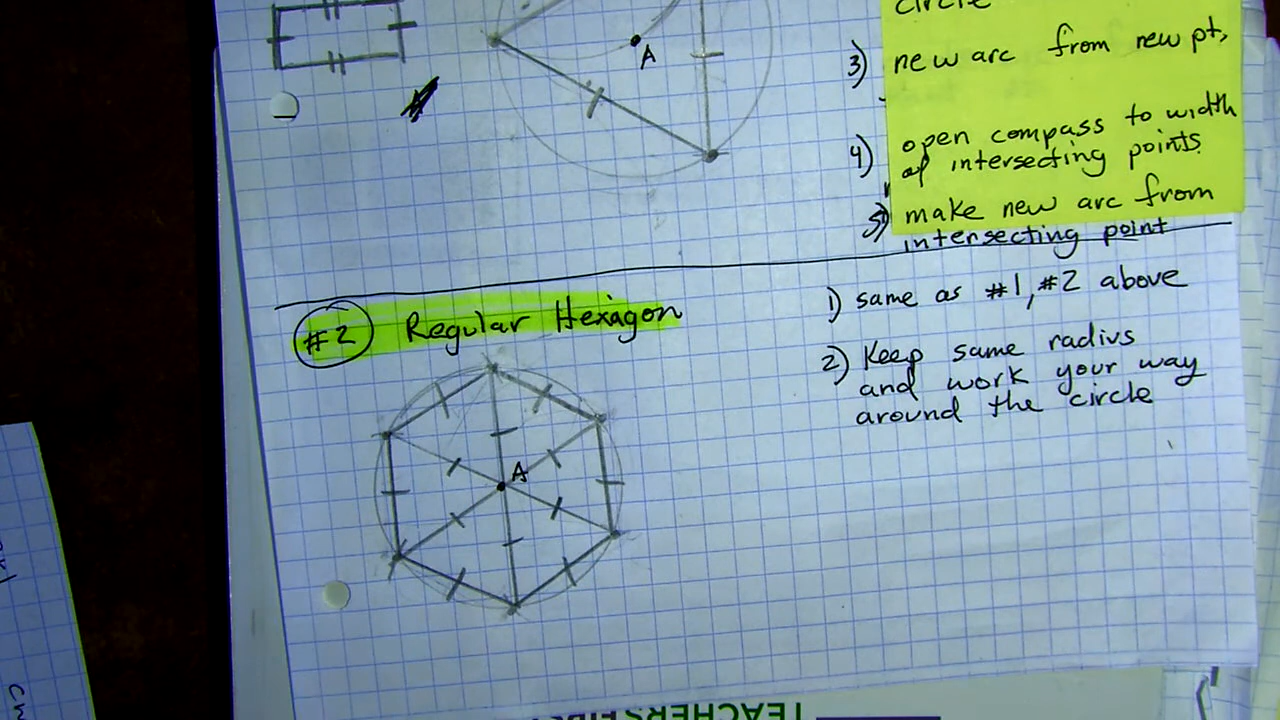 circle
A
3) new arc from new pt,
4) open compass to width
of intersecting points
5) make new arc from
intersecting point
#2 Regular Hexagon
1) same as #1, #2 above
2) Keep same radius
and work your way
around the circle
A
TEACHERS